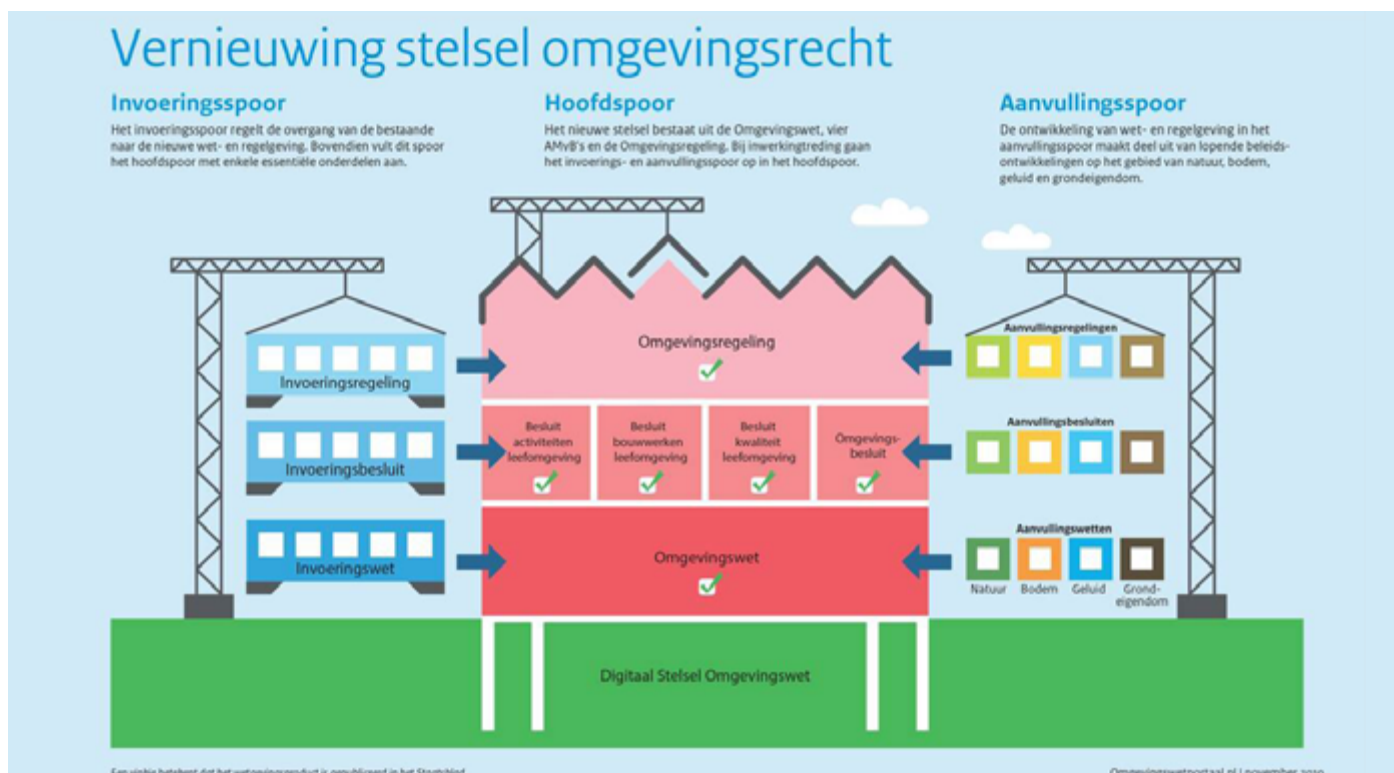 Vernieuwing stelsel omgevingsrecht
Invoeringsspoor
Het invoeringsspoor regelt de overgang van de bestaande
naar de nieuwe wet- en regelgeving. Bovendien vult dit spoor
het hoofdspoor met enkele essentiële onderdelen aan.
Hoofdspoor
Het nieuwe stelsel bestaat uit de Omgevingswet, vier
AMvB's en de Omgevingsregeling. Bij inwerkingtreding gaan
het invoerings- en aanvullingsspoor op in het hoofdspoor.
Aanvullingsspoor
De ontwikkeling van wet- en regelgeving in het
aanvullingsspoor maakt deel uit van lopende beleids-
ontwikkelingen op het gebied van natuur, bodem,
geluid en grondeigendom.
Invoeringsregeling
Omgevingsregeling
Aanvullingsregelingen
Invoeringsbesluit
Besluit
activiteiten
leefomgeving
Besluit
bouwwerken
leefomgeving
Besluit
kwaliteit
leefomgeving
Omgevings-
besluit
Aanvullingsbesluiten
Invoeringswet
Omgevingswet
Aanvullingswetten
Natuur
Bodem
Geluid
Grond-
eigendom
Digitaal Stelsel Omgevingswet